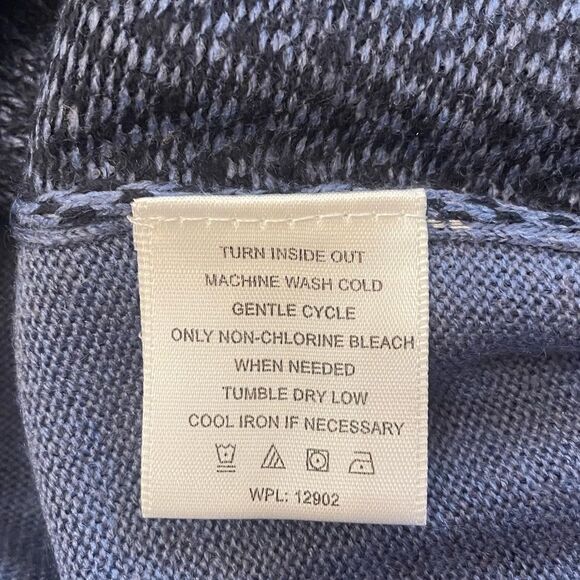 TURN INSIDE OUT
MACHINE WASH COLD
GENTLE CYCLE
ONLY NON-CHLORINE BLEACH
WHEN NEEDED
TUMBLE DRY LOW
COOL IRON IF NECESSARY
WPL: 12902